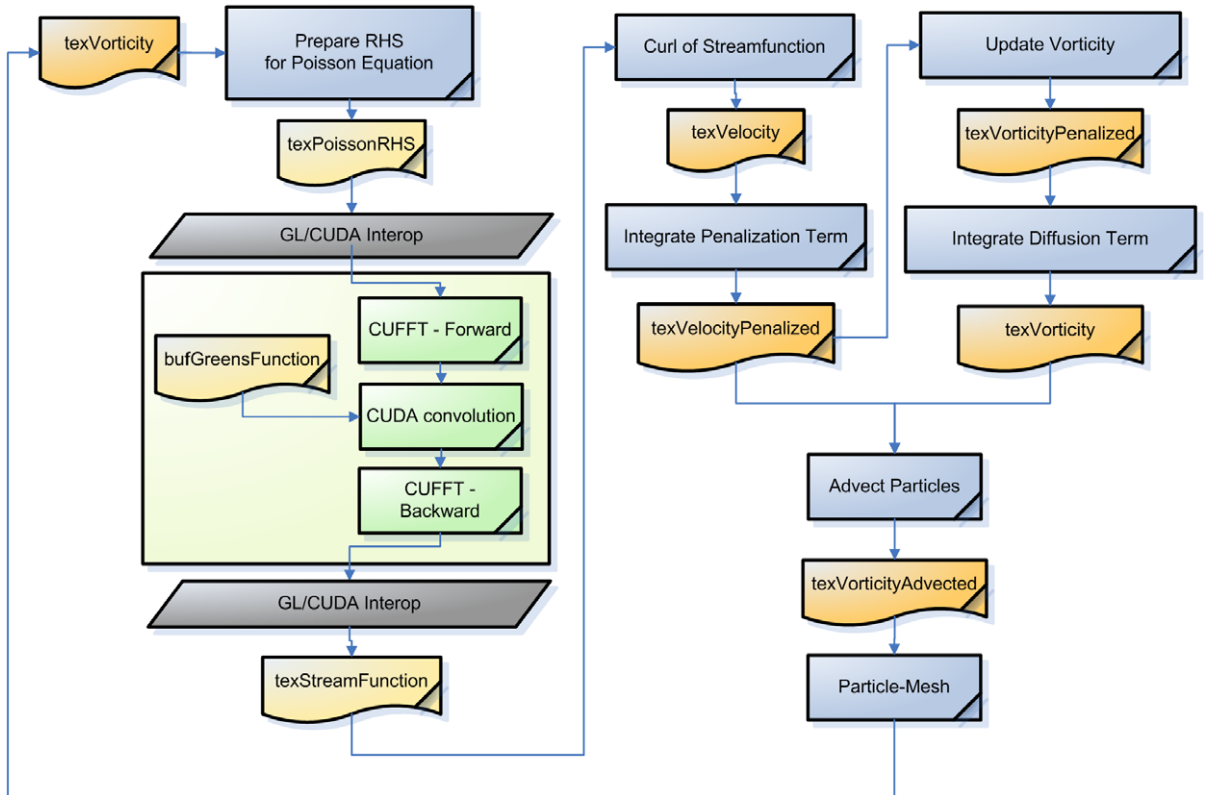 texVorticity
Prepare RHS
for Poisson Equation
texPoissonRHS
GL/CUDA Interop
CUFFT - Forward
bufGreensFunction
CUDA convolution
CUFFT -
Backward
GL/CUDA Interop
texStreamFunction
Curl of Streamfunction
texVelocity
Integrate Penalization Term
texVelocityPenalized
Update Vorticity
texVorticityPenalized
Integrate Diffusion Term
texVorticity
Advect Particles
texVorticityAdvected
Particle-Mesh